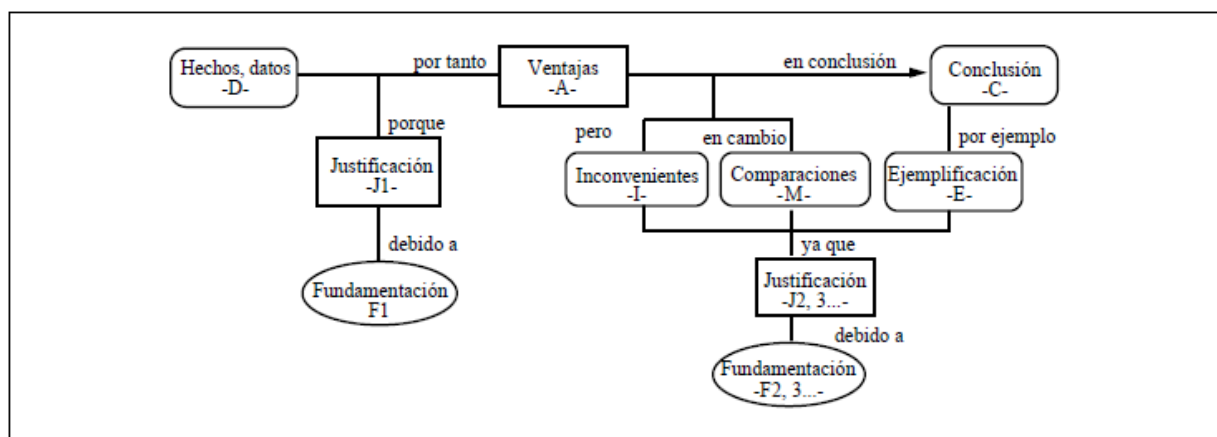 Hechos, datos
-D-
por tanto
Ventajas
-A-
en conclusión
Conclusión
-C-
porque
pero
en cambio
por ejemplo
Justificación
-J1-
Inconvenientes
-I-
Comparaciones
-M-
Ejemplificación
-E-
debido a
ya que
Fundamentación
F1
Justificación
-J2, 3...-
debido a
Fundamentación
-F2, 3...-